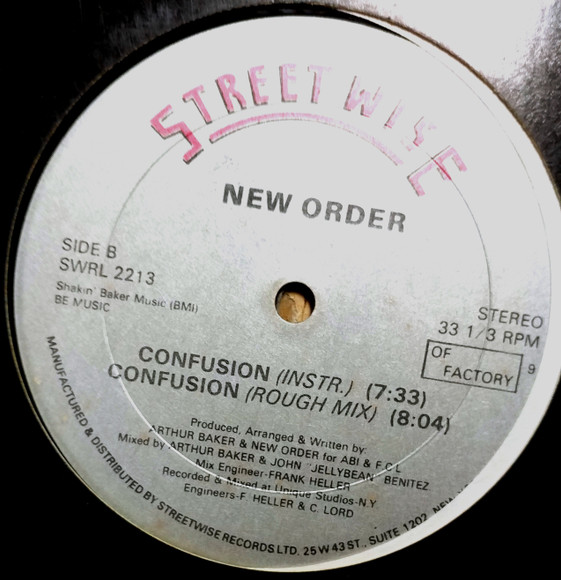 STREETWISE
NEW ORDER
SIDE B
SWRL 2213
Shakin' Baker Music (BMI)
BE MUSIC
STEREO
33 1/3 RPM
OF
FACTORY
9
CONFUSION (INSTR.) (7:33)
CONFUSION (ROUGH MIX) (8:04)
Produced, Arranged & Written by:
ARTHUR BAKER & NEW ORDER for ABI & F.C.L
Mixed by ARTHUR BAKER & JOHN "JELLYBEAN" BENITEZ
Mix Engineer-FRANK HELLER
Recorded & Mixed at Unique Studios-N.Y.
Engineers-F. HELLER & C. LORD
MANUFACTURED & DISTRIBUTED BY STREETWISE RECORDS LTD. 25 W 43 ST., SUITE 1202,